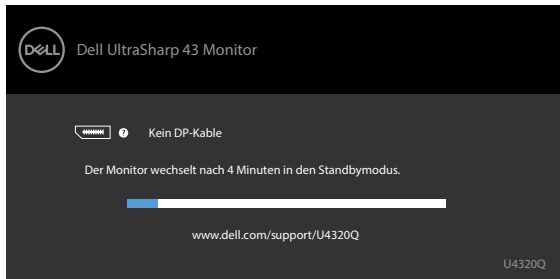 DELL
Dell UltraSharp 43 Monitor
? Kein DP-Kable
Der Monitor wechselt nach 4 Minuten in den Standbymodus.
www.dell.com/support/U4320Q
U4320Q